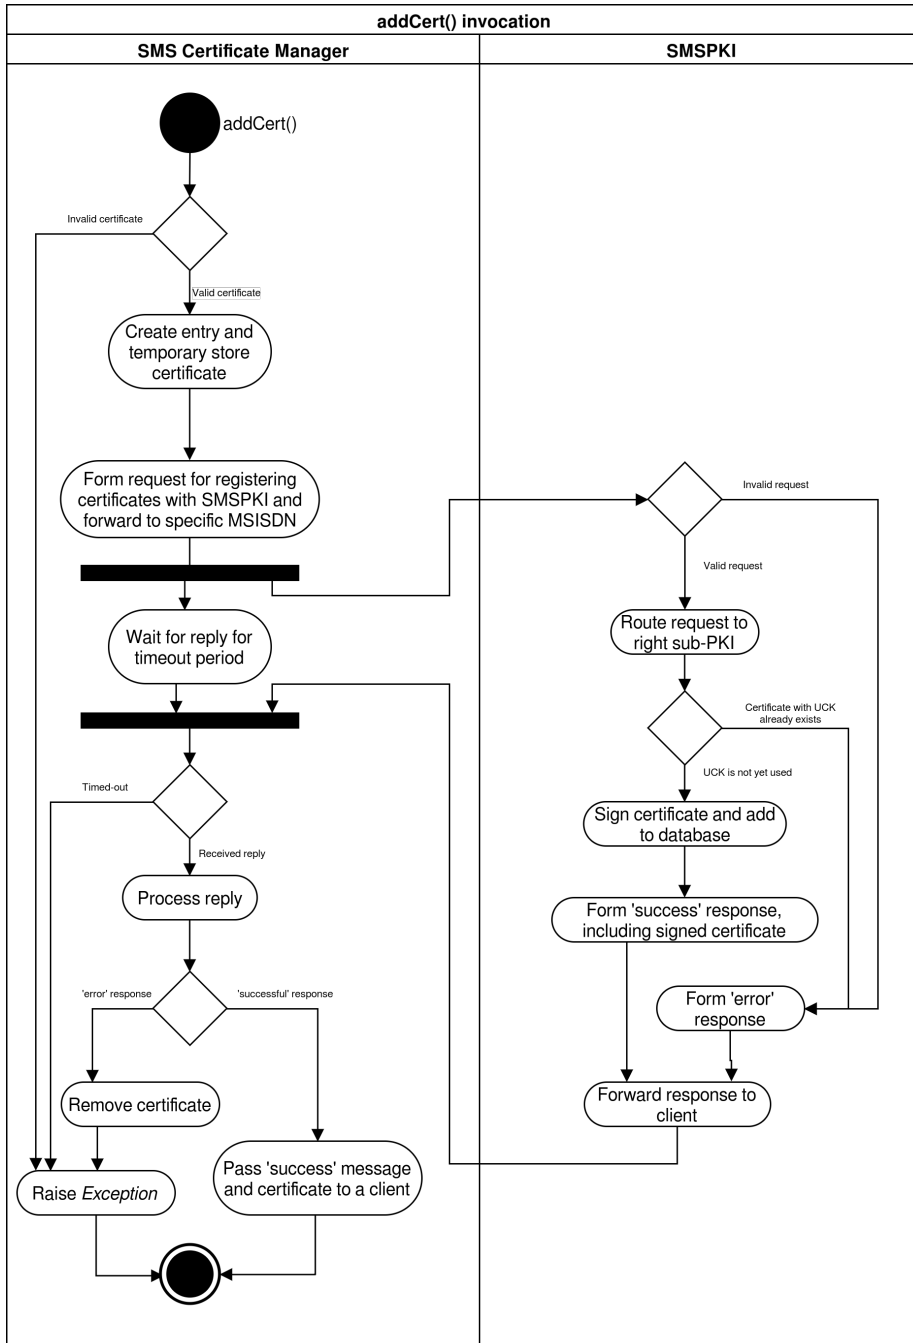 addCert() invocation
SMS Certificate Manager
SMSPKI
addCert()
Invalid certificate
Valid certificate
Create entry and
temporary store
certificate
Form request for registering
certificates with SMSPKI and
forward to specific MSISDN
Wait for reply for
timeout period
Timed-out
Received reply
Process reply
'error' response
'successful' response
Remove certificate
Pass 'success' message
and certificate to a client
Raise Exception
Invalid request
Valid request
Route request to
right sub-PKI
Certificate with UCK
already exists
UCK is not yet used
Sign certificate and add
to database
Form 'success' response,
including signed certificate
Form 'error'
response
Forward response to
client